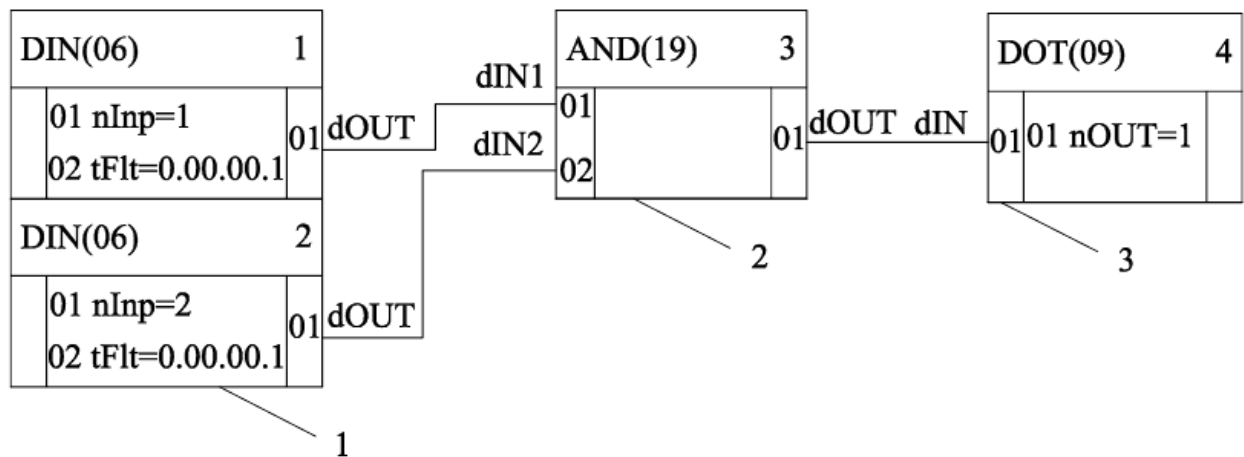 DIN(06) 1
01 nInp=1
02 tFlt=0.00.00.1
01 dOUT
DIN(06) 2
01 nInp=2
02 tFlt=0.00.00.1
01 dOUT
1
dIN1
dIN2
AND(19) 3
01
02
01 dOUT
2
dIN
DOT(09) 4
01 01 nOUT=1
3